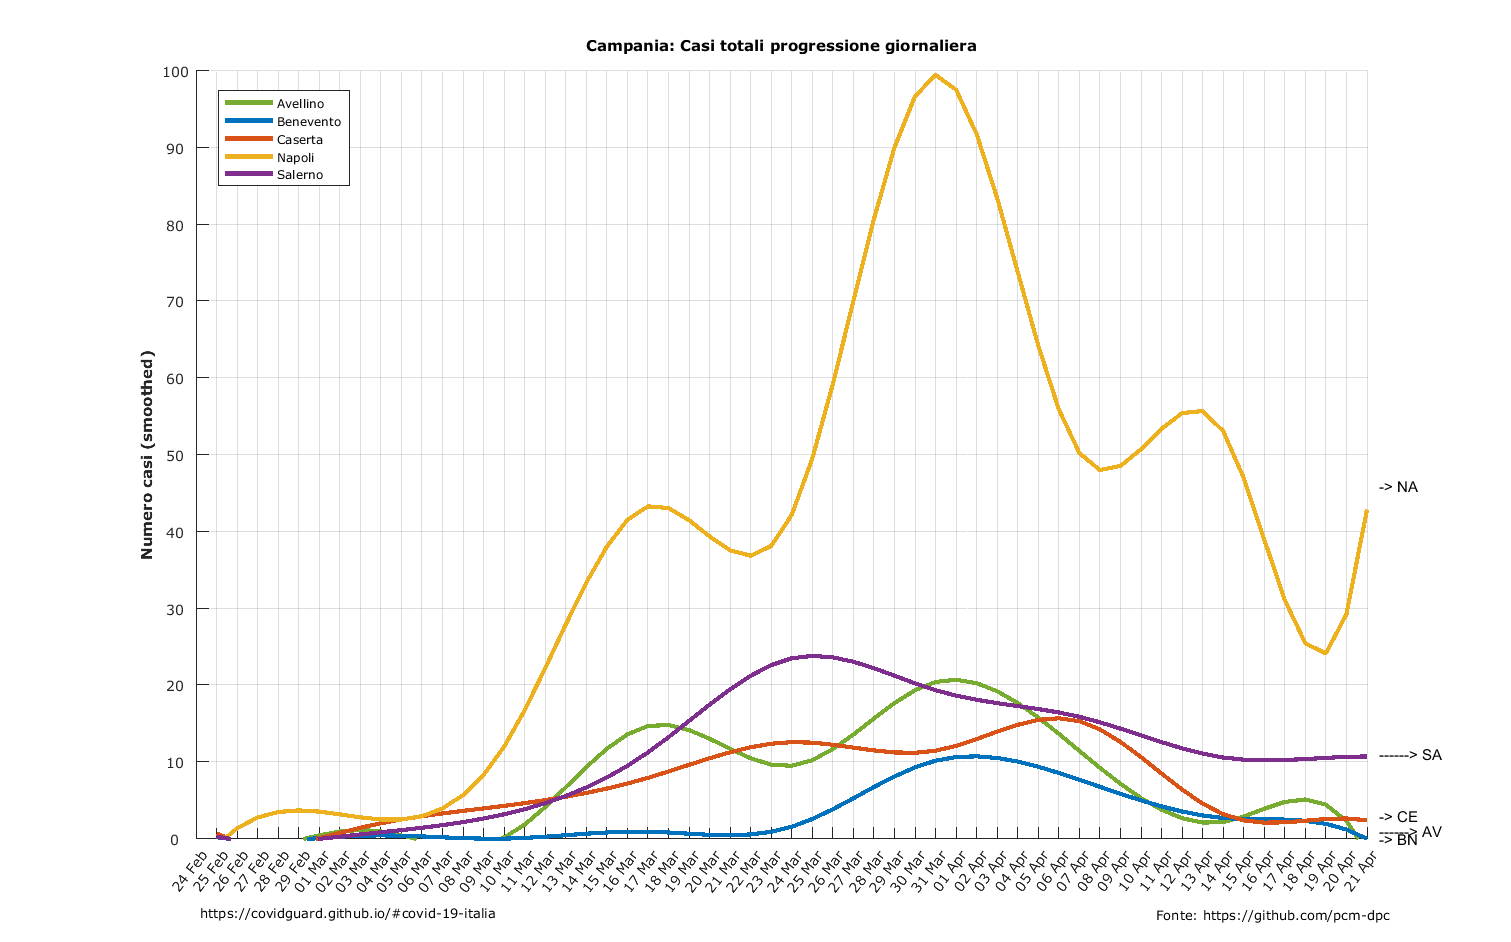 Campania: Casi totali progressione giornaliera
100
90
80
70
60
50
40
30
20
10
0
Numero casi (smoothed)
Avellino
Benevento
Caserta
Napoli
Salerno
-> NA
------> SA
-> CE
------> AV
-> BN
24 Feb
25 Feb
26 Feb
27 Feb
28 Feb
29 Feb
01 Mar
02 Mar
03 Mar
04 Mar
05 Mar
06 Mar
07 Mar
08 Mar
09 Mar
10 Mar
11 Mar
12 Mar
13 Mar
14 Mar
15 Mar
16 Mar
17 Mar
18 Mar
19 Mar
20 Mar
21 Mar
22 Mar
23 Mar
24 Mar
25 Mar
26 Mar
27 Mar
28 Mar
29 Mar
30 Mar
31 Mar
01 Apr
02 Apr
03 Apr
04 Apr
05 Apr
06 Apr
07 Apr
08 Apr
09 Apr
10 Apr
11 Apr
12 Apr
13 Apr
14 Apr
15 Apr
16 Apr
17 Apr
18 Apr
19 Apr
20 Apr
21 Apr
https://covidguard.github.io/#covid-19-italia
Fonte: https://github.com/pcm-dpc